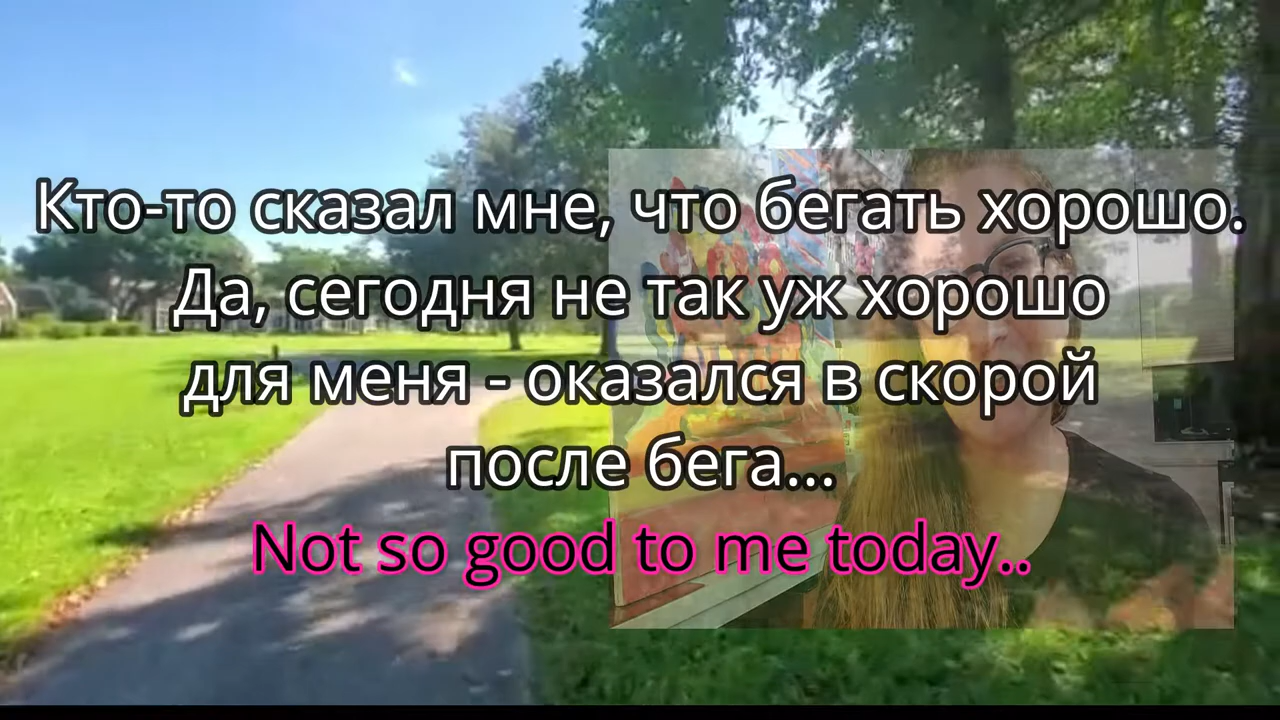 Кто-то сказал мне, что бегать хорошо.
Да, сегодня не так уж хорошо
для меня - оказался в скорой
после бега...
Not so good to me today..